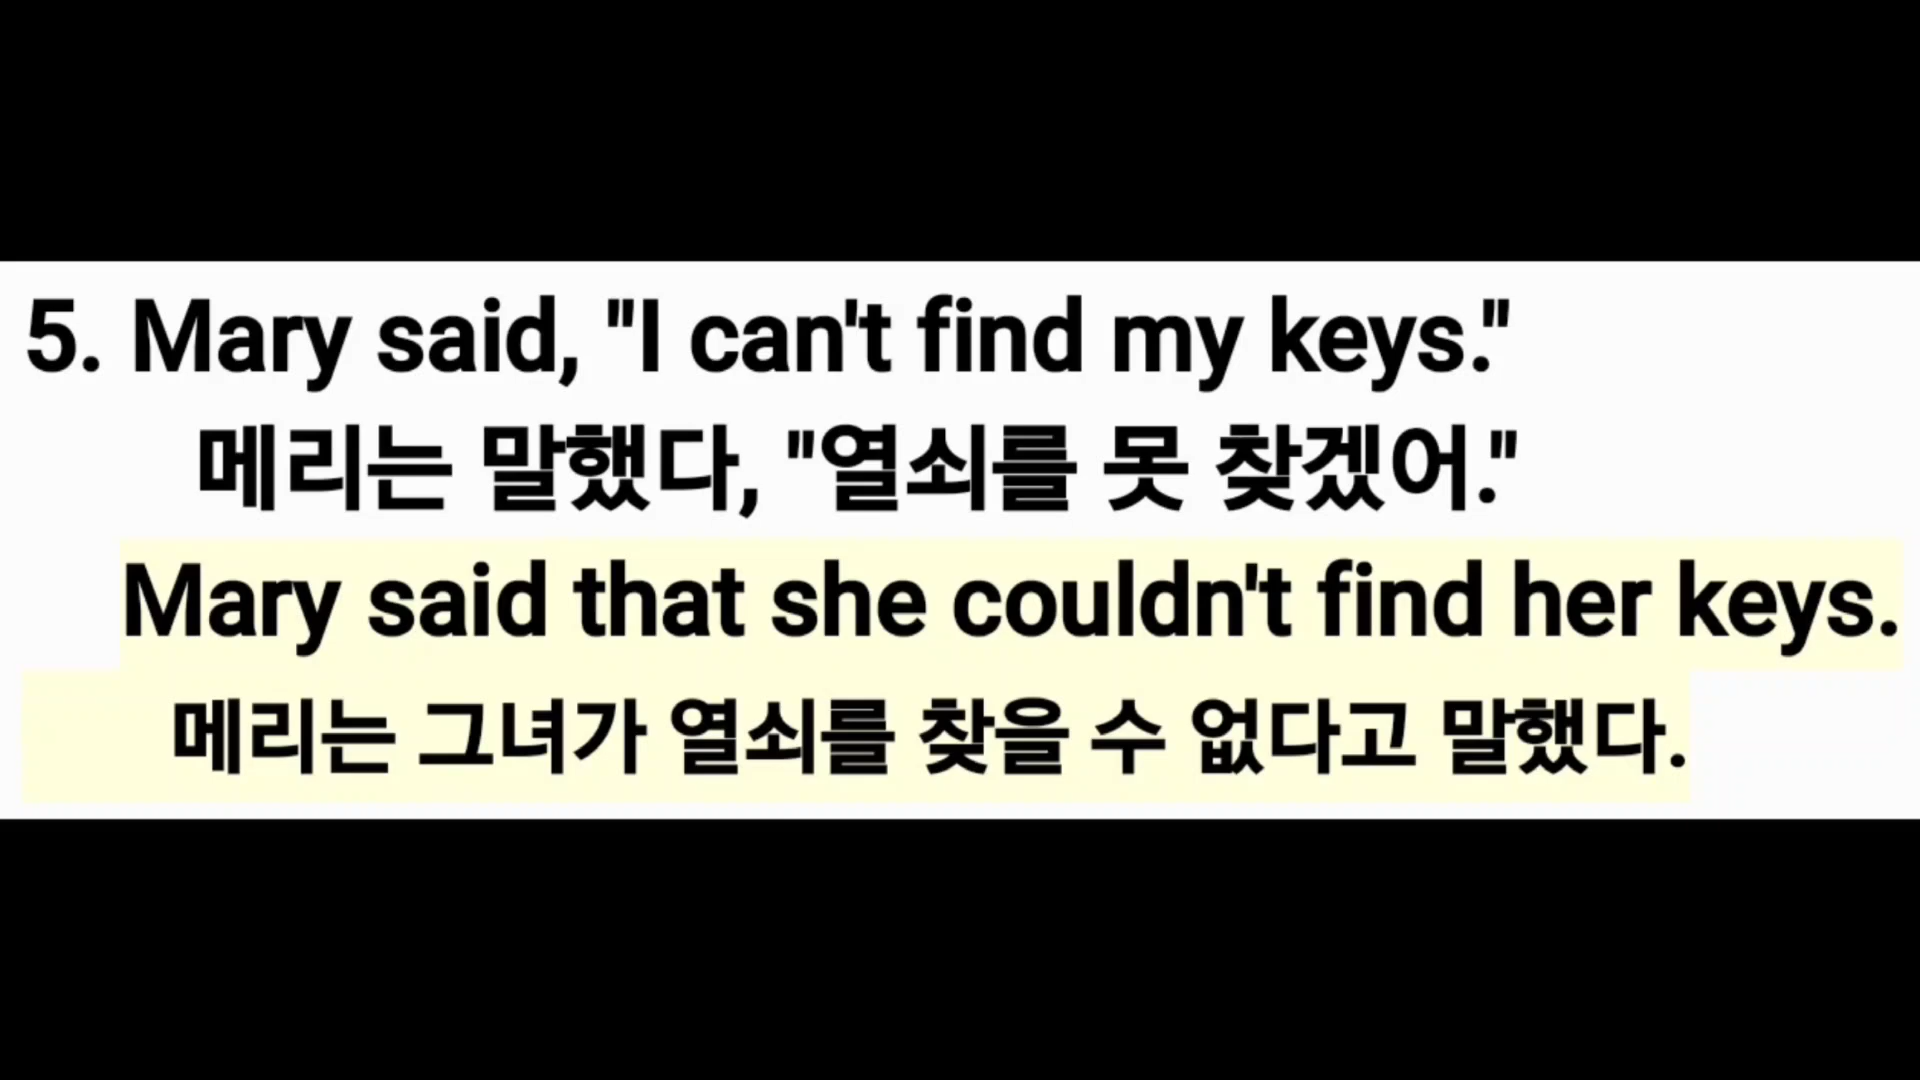 5. Mary said, "I can't find my keys."
메리는 말했다, "열쇠를 못 찾겠어."
Mary said that she couldn't find her keys.
메리는 그녀가 열쇠를 찾을 수 없다고 말했다.